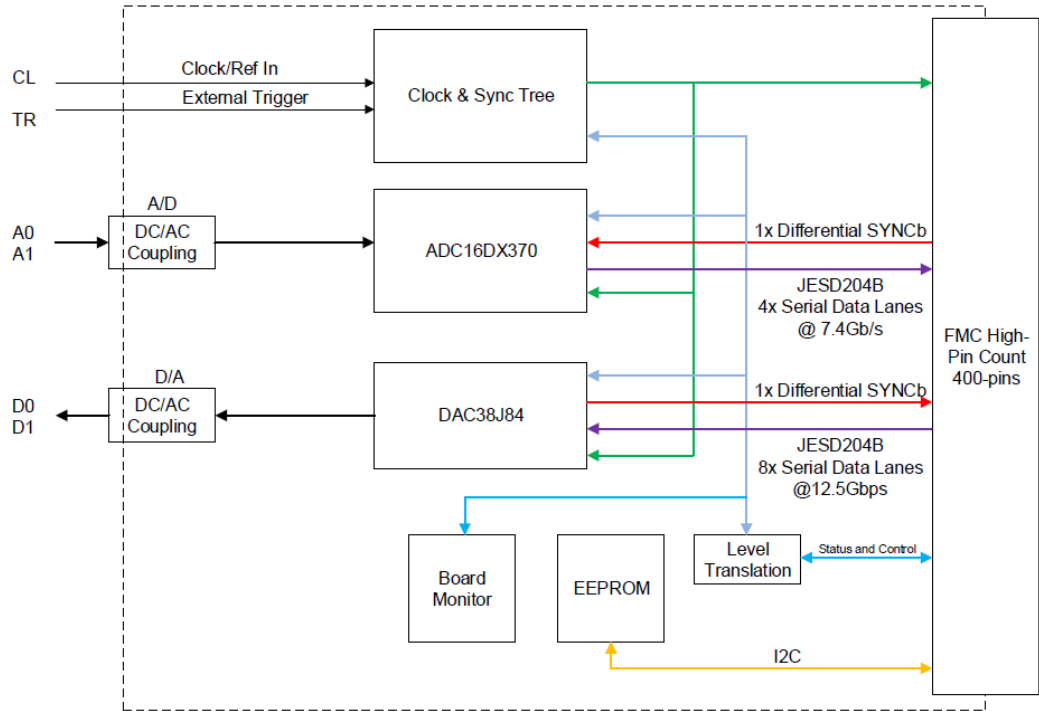 CL
TR
Clock/Ref In
External Trigger
Clock & Sync Tree
A0
A1
A/D
DC/AC
Coupling
ADC16DX370
1x Differential SYNCb
JESD204B
4x Serial Data Lanes
@ 7.4Gb/s
FMC High-
Pin Count
400-pins
D0
D1
D/A
DC/AC
Coupling
DAC38J84
1x Differential SYNCb
JESD204B
8x Serial Data Lanes
@12.5Gbps
Board
Monitor
EEPROM
Level
Translation
Status and Control
I2C